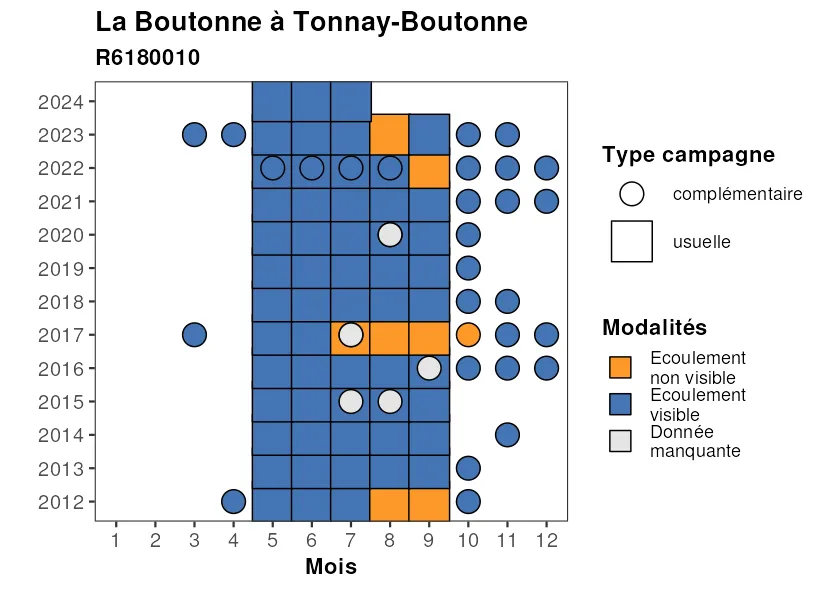 La Boutonne à Tonnay-Boutonne
R6180010
2024
2023
2022
2021
2020
2019
2018
2017
2016
2015
2014
2013
2012
1 2 3 4 5 6 7 8 9 10 11 12
Mois
Type campagne
complémentaire
usuelle
Modalités
Ecoulement
non visible
Ecoulement
visible
Donnée
manquante